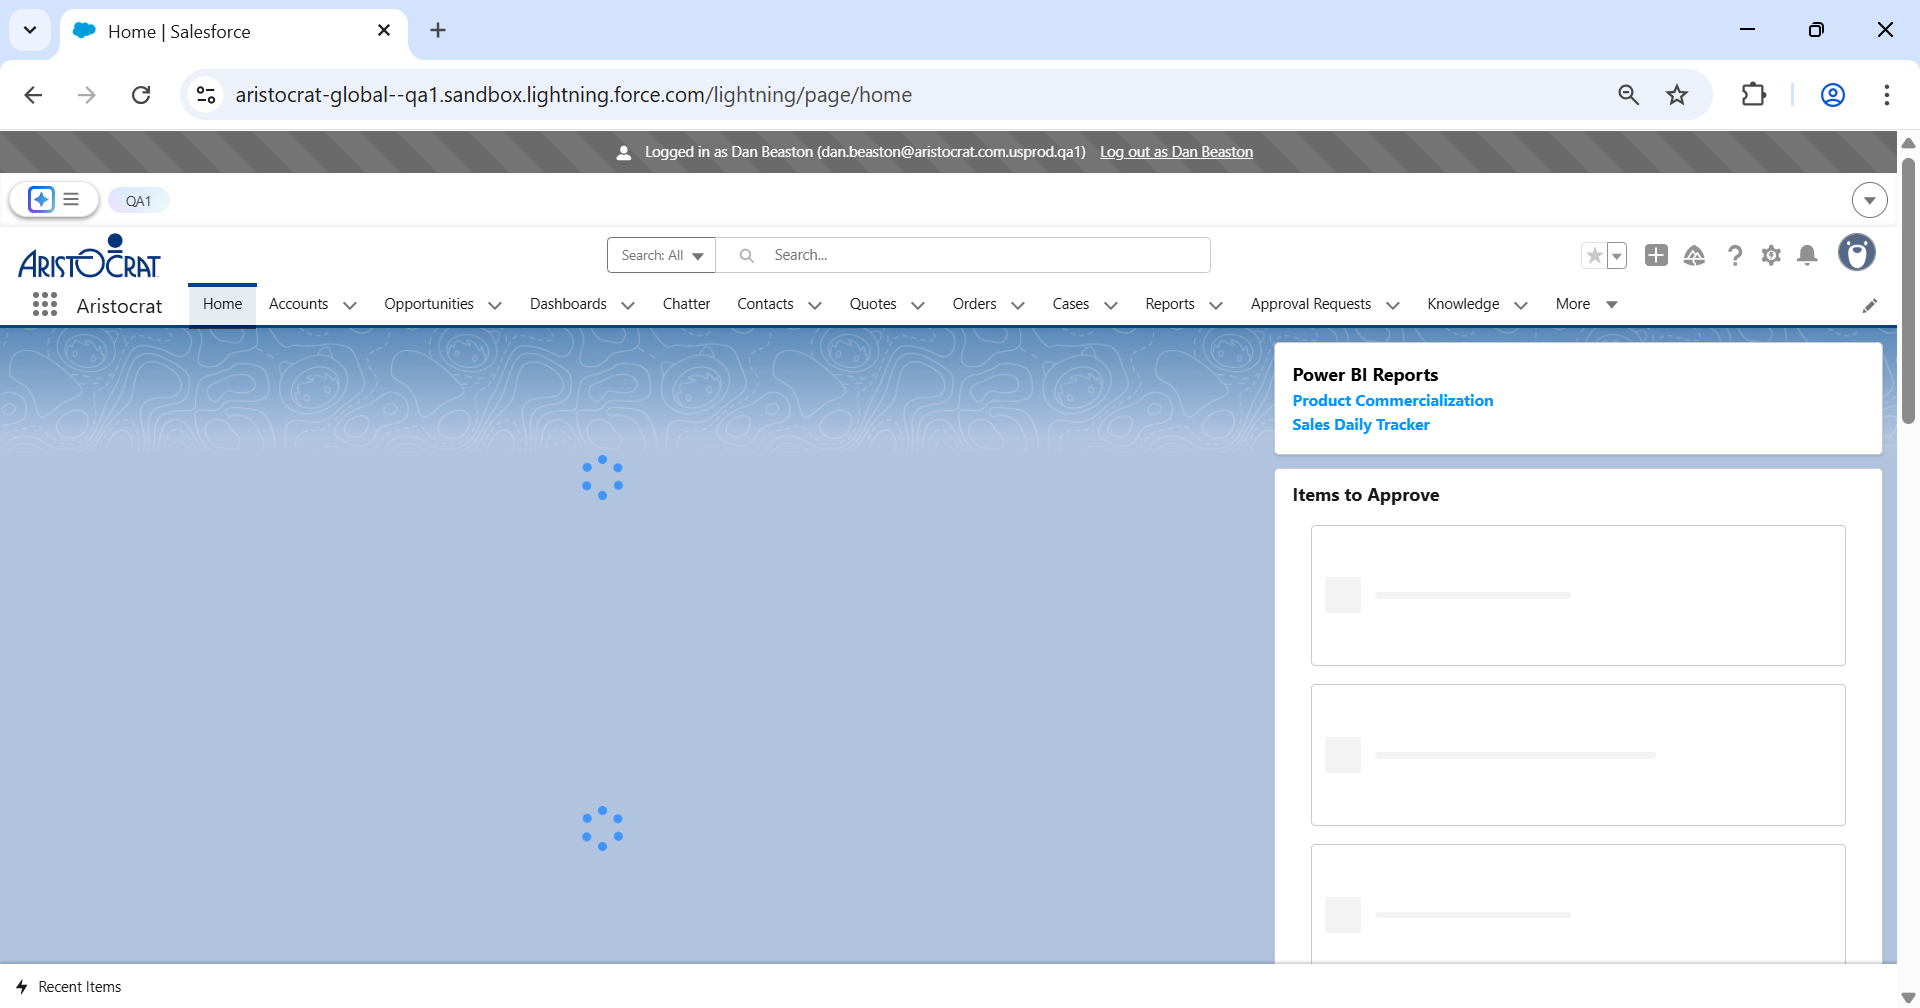 Home | Salesforce
aristocrat-global--qa1.sandbox.lightning.force.com/lightning/page/home
Logged in as Dan Beaston (dan.beaston@aristocrat.com.usprod.qa1) Log out as Dan Beaston
QA1
ARISTOCRAT
Search: All
Search...
Aristocrat
Home
Accounts
Opportunities
Dashboards
Chatter
Contacts
Quotes
Orders
Cases
Reports
Approval Requests
Knowledge
More
Power BI Reports
Product Commercialization
Sales Daily Tracker
Items to Approve
Recent Items